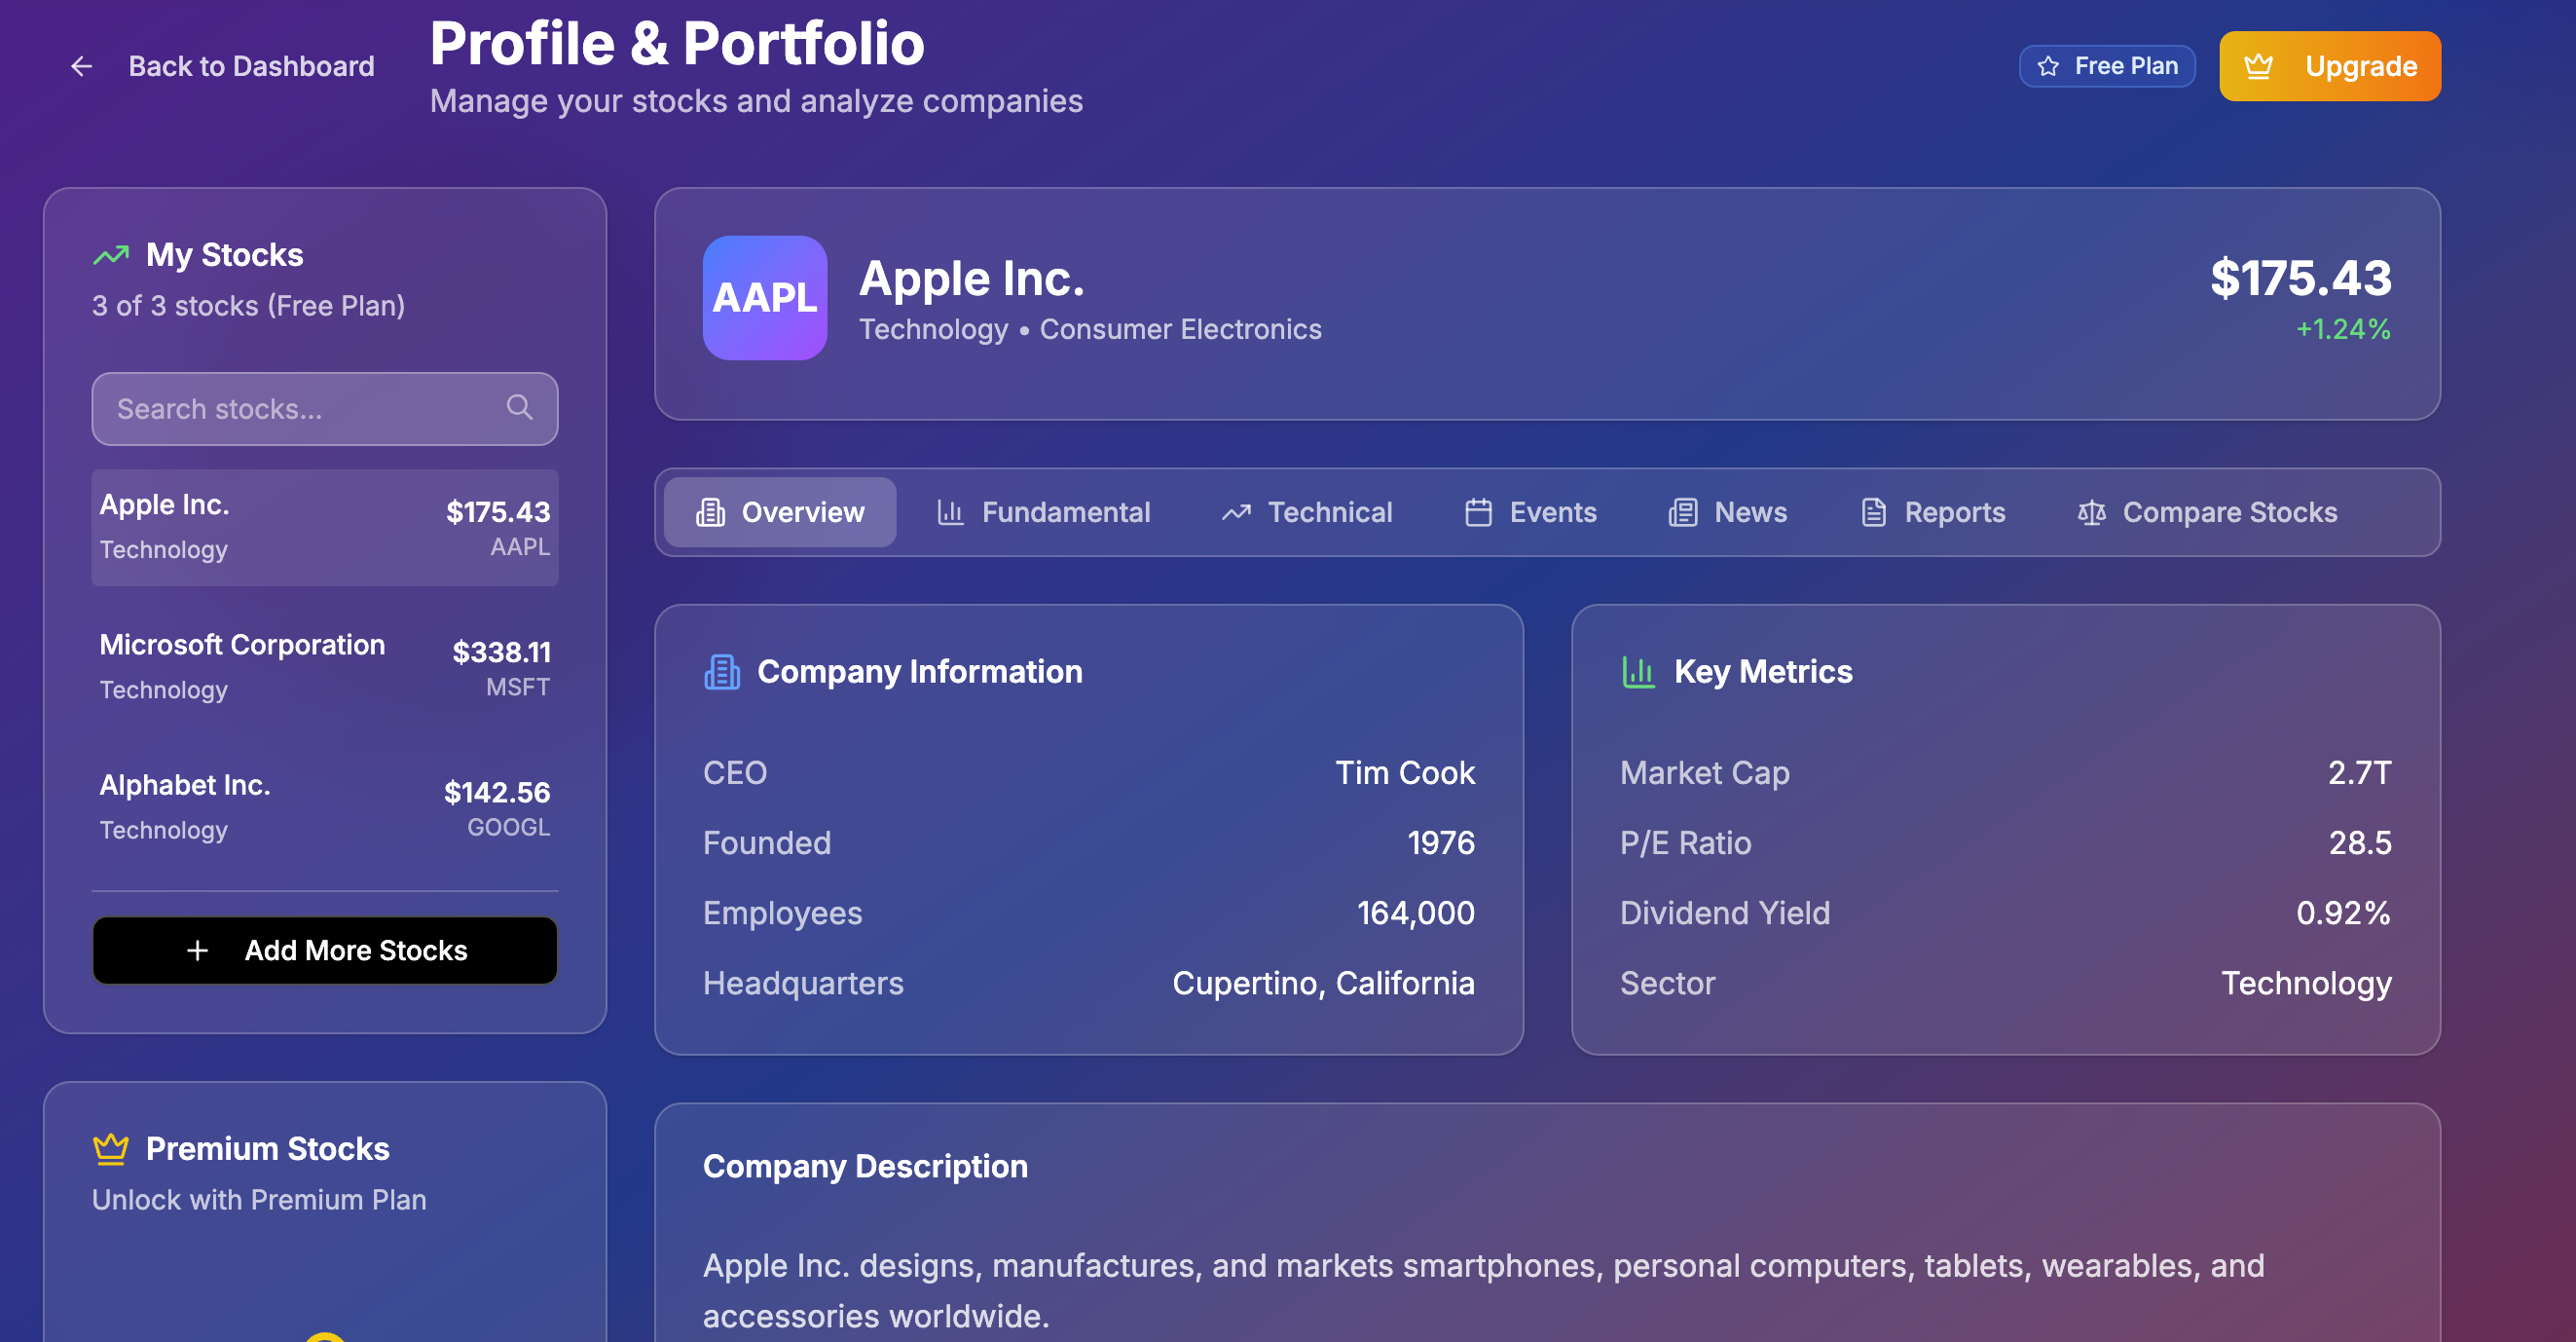 Back to Dashboard
Profile & Portfolio
Manage your stocks and analyze companies
Free Plan
Upgrade
My Stocks
3 of 3 stocks (Free Plan)
Search stocks...
Apple Inc.
$175.43
Technology
AAPL
Microsoft Corporation
$338.11
Technology
MSFT
Alphabet Inc.
$142.56
Technology
GOOGL
Add More Stocks
Premium Stocks
Unlock with Premium Plan
AAPL
Apple Inc.
Technology • Consumer Electronics
$175.43
+1.24%
Overview
Fundamental
Technical
Events
News
Reports
Compare Stocks
Company Information
CEO
Tim Cook
Founded
1976
Employees
164,000
Headquarters
Cupertino, California
Key Metrics
Market Cap
2.7T
P/E Ratio
28.5
Dividend Yield
0.92%
Sector
Technology
Company Description
Apple Inc. designs, manufactures, and markets smartphones, personal computers, tablets, wearables, and
accessories worldwide.